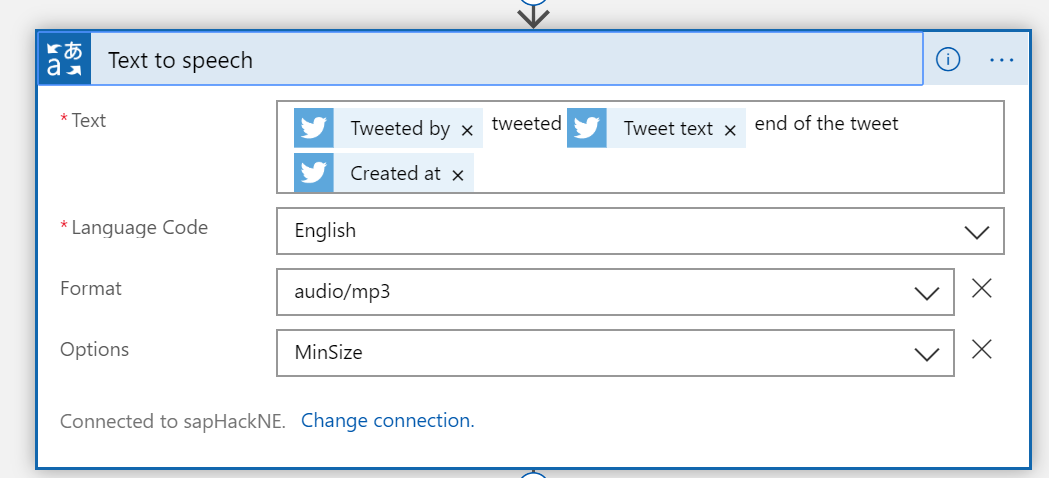 Text to speech
* Text
Tweeted by × tweeted Tweet text × end of the tweet
Created at ×
* Language Code
English
Format
audio/mp3
Options
MinSize
Connected to sapHackNE. Change connection.